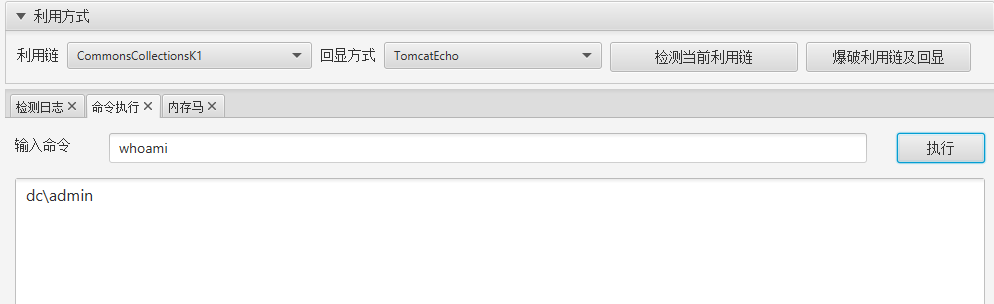 利用方式
利用链 CommonsCollectionsK1 回显方式 TomcatEcho 检测当前利用链 爆破利用链及回显
检测日志 命令执行 内存马
输入命令 whoami 执行
dc\admin